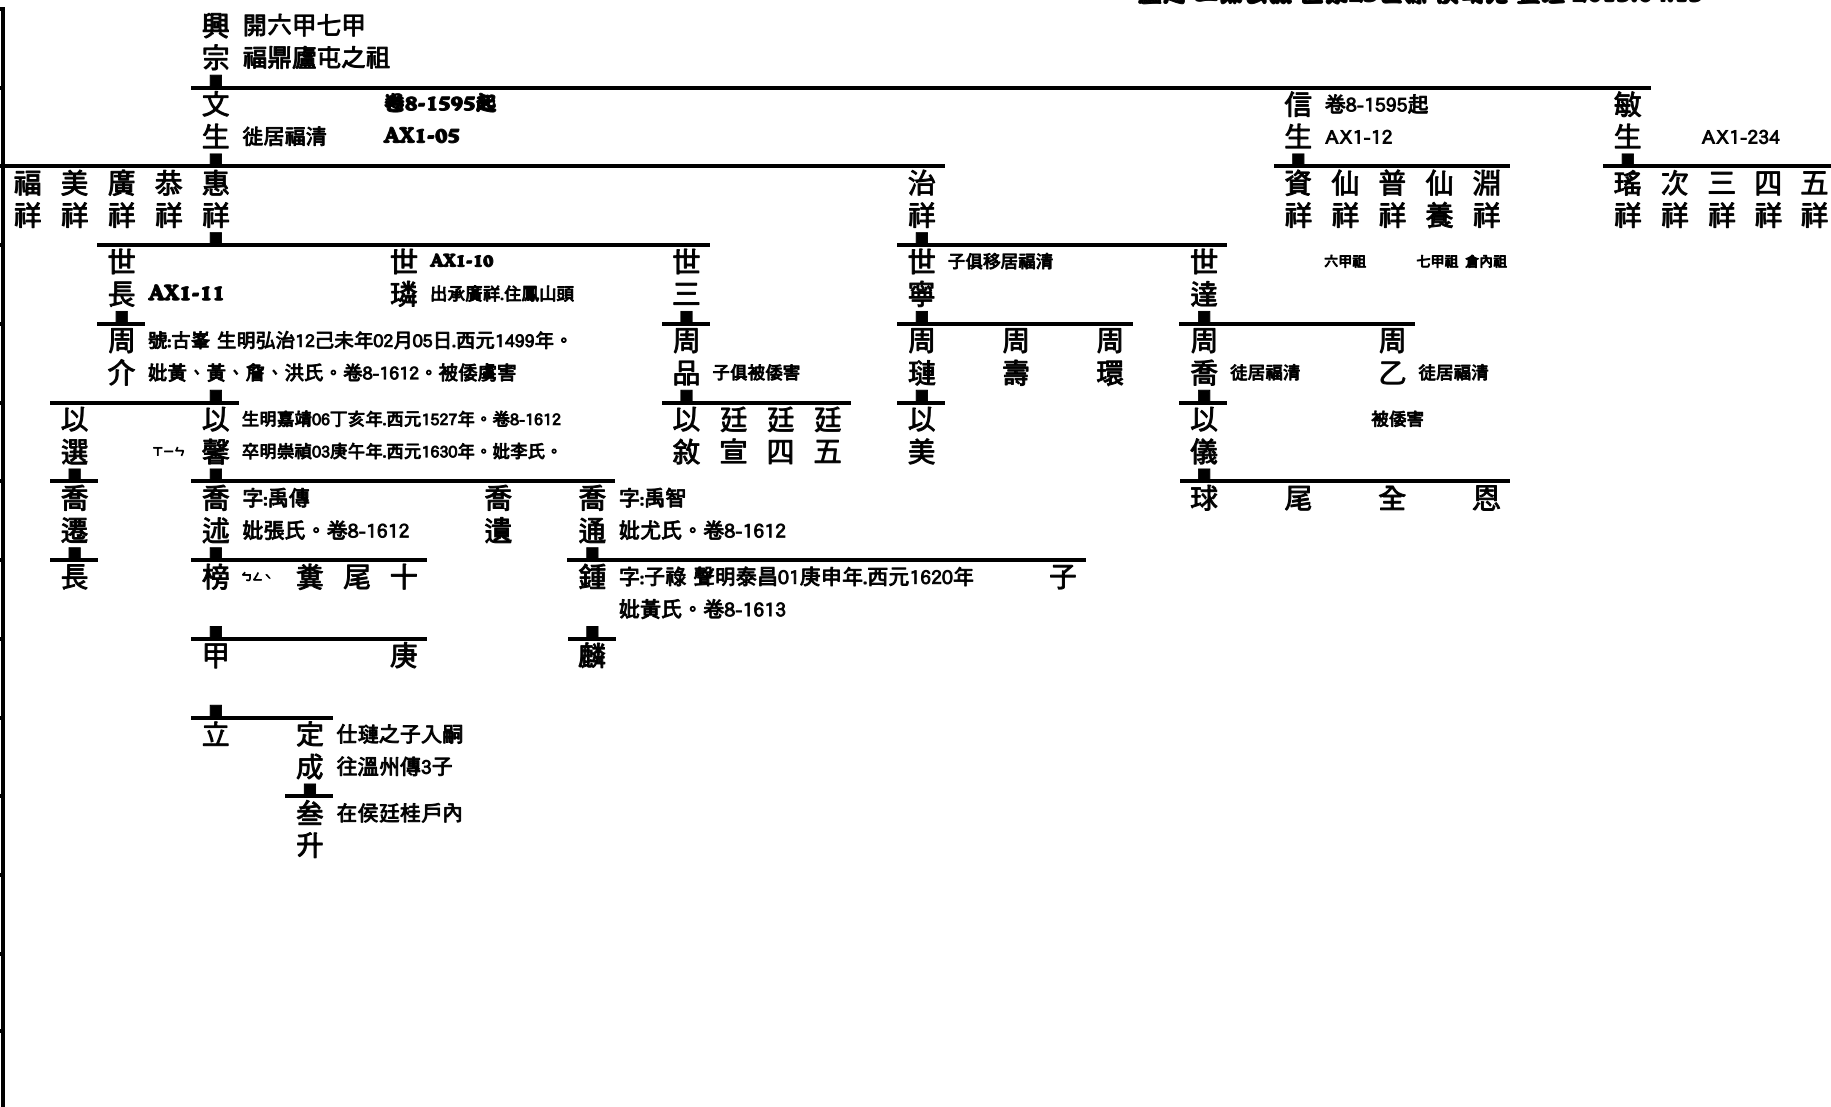 2015.04.15
興宗 開六甲七甲
福鼎廬屯之祖
文生 徙居福清
卷8-1595起
AX1-05
信生 卷8-1595起
AX1-12
敏生 AX1-234
福祥 美祥 廣祥 恭祥 惠祥 治祥 資祥 仙祥 普祥 仙養 淵祥 瑤祥 次祥 三祥 四祥 五祥
六甲祖 七甲祖 倉內祖
世長 AX1-11
世璘 AX1-10
出承廣祥.住鳳山頭
世三
世寧 子俱移居福清
世達
周介 號:古峯 生明弘治12己未年02月05日.西元1499年。
妣黃、黃、詹、洪氏。卷8-1612。被倭虜害
周品 子俱被倭害
周璉 周壽 周環
周喬 徙居福清
周乙 徙居福清
被倭害
以選
以馨 ㄒㄧㄣ 生明嘉靖06丁亥年.西元1527年。卷8-1612
卒明崇禎03庚午年.西元1630年。妣李氏。
以敘 廷宣 廷四 廷五
以美
以儀
喬遷
喬述 字:禹傳
妣張氏。卷8-1612
喬遺
喬通 字:禹智
妣尤氏。卷8-1612
球 尾 全 恩
長
榜 ㄣㄥˋ 糞 尾 十
鍾 字:子祿 聲明泰昌01庚申年.西元1620年
妣黃氏。卷8-1613
子
甲 庚 麟
立
定成 仕璉之子入嗣
往溫州傳3子
叁升 在侯廷桂戶內